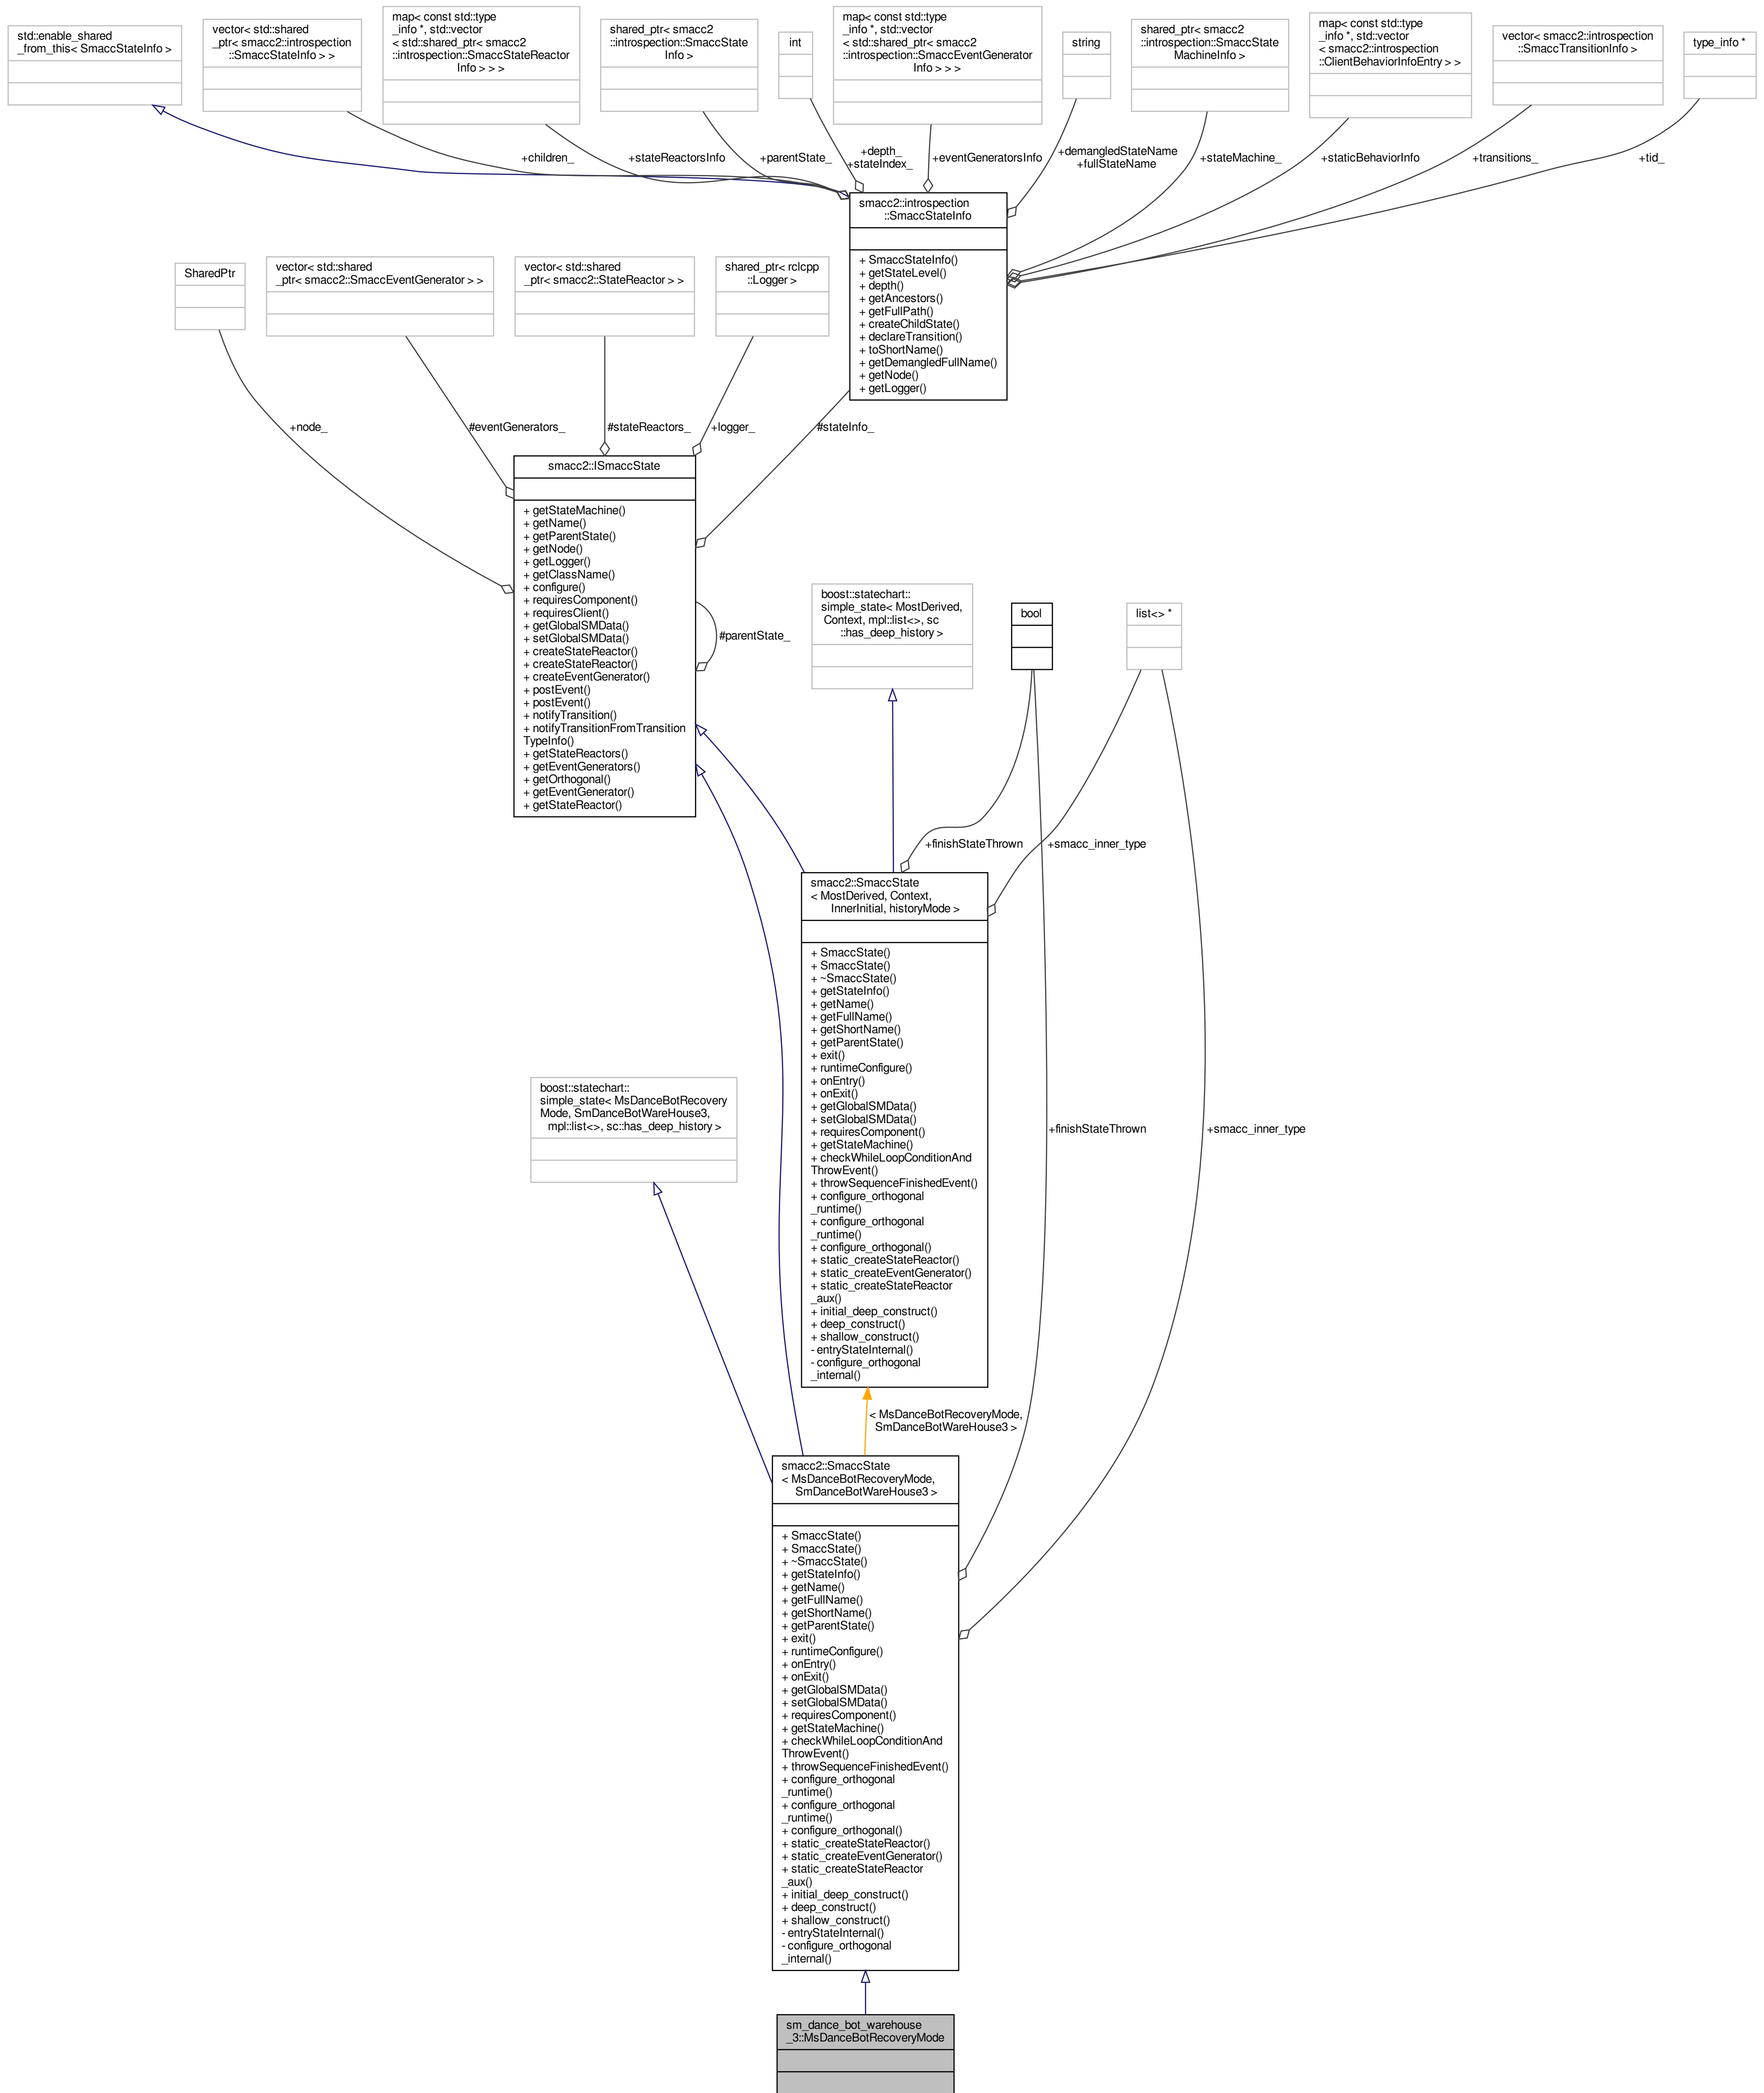 std::enable_shared
_from_this< SmaccStateInfo >
vector< std::shared
_ptr< smacc2::introspection
::SmaccStateInfo > >
map< const std::type
_info *, std::vector
< std::shared_ptr< smacc2
::introspection::SmaccStateReactor
Info > > >
shared_ptr< smacc2
::introspection::SmaccState
Info >
int
map< const std::type
_info *, std::vector
< std::shared_ptr< smacc2
::introspection::SmaccEventGenerator
Info > > >
string
shared_ptr< smacc2
::introspection::SmaccState
MachineInfo >
map< const std::type
_info *, std::vector
< smacc2::introspection
::ClientBehaviorInfoEntry > >
vector< smacc2::introspection
::SmaccTransitionInfo >
type_info *
+children_
+stateReactorsInfo
+parentState_
+depth_
+stateIndex_
+eventGeneratorsInfo
+demangledStateName
+fullStateName
+stateMachine_
+staticBehaviorInfo
+transitions_
+tid_
smacc2::introspection
::SmaccStateInfo
+ SmaccStateInfo()
+ getStateLevel()
+ depth()
+ getAncestors()
+ getFullPath()
+ createChildState()
+ declareTransition()
+ toShortName()
+ getDemangledFullName()
+ getNode()
+ getLogger()
SharedPtr
vector< std::shared
_ptr< smacc2::SmaccEventGenerator > >
vector< std::shared
_ptr< smacc2::StateReactor > >
shared_ptr< rclcpp
::Logger >
+node_
#eventGenerators_
#stateReactors_
+logger_
#stateInfo_
smacc2::ISmaccState
+ getStateMachine()
+ getName()
+ getParentState()
+ getNode()
+ getLogger()
+ getClassName()
+ configure()
+ requiresComponent()
+ requiresClient()
+ getGlobalSMData()
+ setGlobalSMData()
+ createStateReactor()
+ createStateReactor()
+ createEventGenerator()
+ postEvent()
+ postEvent()
+ notifyTransition()
+ notifyTransitionFromTransition
TypeInfo()
+ getStateReactors()
+ getEventGenerators()
+ getOrthogonal()
+ getEventGenerator()
+ getStateReactor()
#parentState_
boost::statechart::
simple_state< MostDerived,
Context, mpl::list<>, sc
::has_deep_history >
bool
list<> *
+finishStateThrown
+smacc_inner_type
smacc2::SmaccState
< MostDerived, Context,
InnerInitial, historyMode >
+ SmaccState()
+ SmaccState()
+ ~SmaccState()
+ getStateInfo()
+ getName()
+ getFullName()
+ getShortName()
+ getParentState()
+ exit()
+ runtimeConfigure()
+ onEntry()
+ onExit()
+ getGlobalSMData()
+ setGlobalSMData()
+ requiresComponent()
+ getStateMachine()
+ checkWhileLoopConditionAnd
ThrowEvent()
+ throwSequenceFinishedEvent()
+ configure_orthogonal
_runtime()
+ configure_orthogonal
_runtime()
+ configure_orthogonal()
+ static_createStateReactor()
+ static_createEventGenerator()
+ static_createStateReactor
_aux()
+ initial_deep_construct()
+ deep_construct()
+ shallow_construct()
- entryStateInternal()
- configure_orthogonal
_internal()
boost::statechart::
simple_state< MsDanceBotRecovery
Mode, SmDanceBotWareHouse3,
mpl::list<>, sc::has_deep_history >
+finishStateThrown
+smacc_inner_type
< MsDanceBotRecoveryMode,
SmDanceBotWareHouse3 >
smacc2::SmaccState
< MsDanceBotRecoveryMode,
SmDanceBotWareHouse3 >
+ SmaccState()
+ SmaccState()
+ ~SmaccState()
+ getStateInfo()
+ getName()
+ getFullName()
+ getShortName()
+ getParentState()
+ exit()
+ runtimeConfigure()
+ onEntry()
+ onExit()
+ getGlobalSMData()
+ setGlobalSMData()
+ requiresComponent()
+ getStateMachine()
+ checkWhileLoopConditionAnd
ThrowEvent()
+ throwSequenceFinishedEvent()
+ configure_orthogonal
_runtime()
+ configure_orthogonal
_runtime()
+ configure_orthogonal()
+ static_createStateReactor()
+ static_createEventGenerator()
+ static_createStateReactor
_aux()
+ initial_deep_construct()
+ deep_construct()
+ shallow_construct()
- entryStateInternal()
- configure_orthogonal
_internal()
sm_dance_bot_warehouse
_3::MsDanceBotRecoveryMode